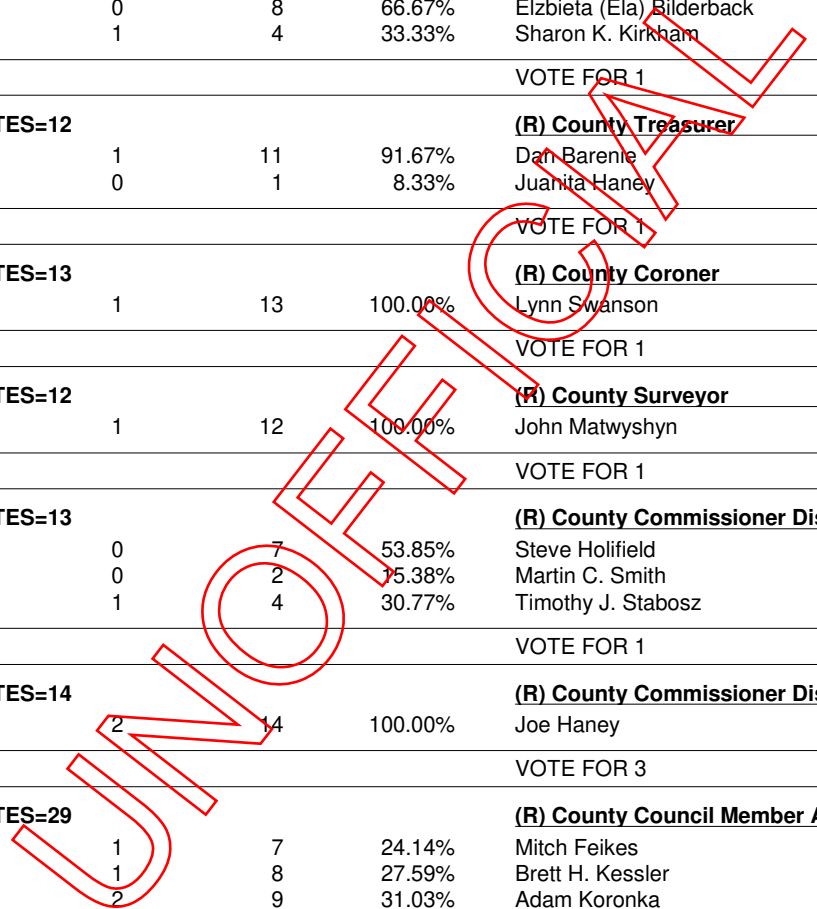 0 8 66.67% Elzbieta (Ela) Bilderback
1 4 33.33% Sharon K. Kirkham
VOTE FOR 1
TES=12 (R) County Treasurer
1 11 91.67% Dan Barenie
0 1 8.33% Juanita Haney
VOTE FOR 1
TES=13 (R) County Coroner
1 13 100.00% Lynn Swanson
VOTE FOR 1
TES=12 (R) County Surveyor
1 12 100.00% John Matwyshyn
VOTE FOR 1
TES=13 (R) County Commissioner Dis
0 7 53.85% Steve Holifield
0 2 15.38% Martin C. Smith
1 4 30.77% Timothy J. Stabosz
VOTE FOR 1
TES=14 (R) County Commissioner Dis
2 14 100.00% Joe Haney
VOTE FOR 3
TES=29 (R) County Council Member A
1 7 24.14% Mitch Feikes
1 8 27.59% Brett H. Kessler
2 9 31.03% Adam Koronka
UNOFFICIAL